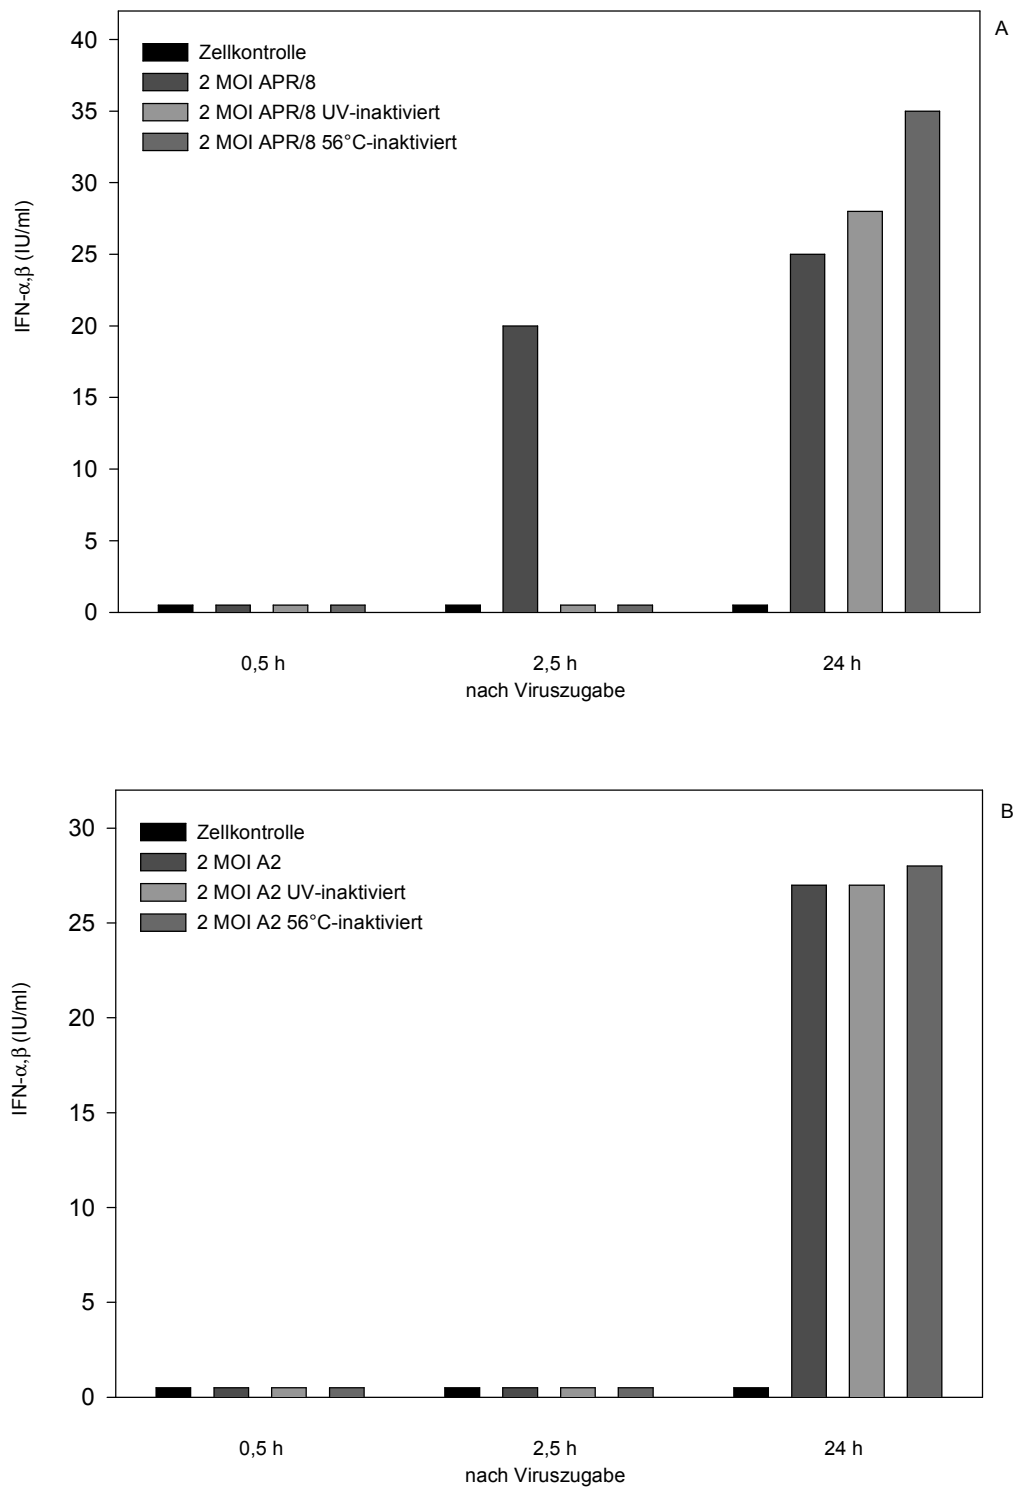 A
40
35
30
25
20
15
10
5
0
IFN-α,β (IU/ml)
Zellkontrolle
2 MOI APR/8
2 MOI APR/8 UV-inaktiviert
2 MOI APR/8 56°C-inaktiviert
0,5 h
2,5 h
24 h
nach Viruszugabe
B
30
25
20
15
10
5
0
IFN-α,β (IU/ml)
Zellkontrolle
2 MOI A2
2 MOI A2 UV-inaktiviert
2 MOI A2 56°C-inaktiviert
0,5 h
2,5 h
24 h
nach Viruszugabe